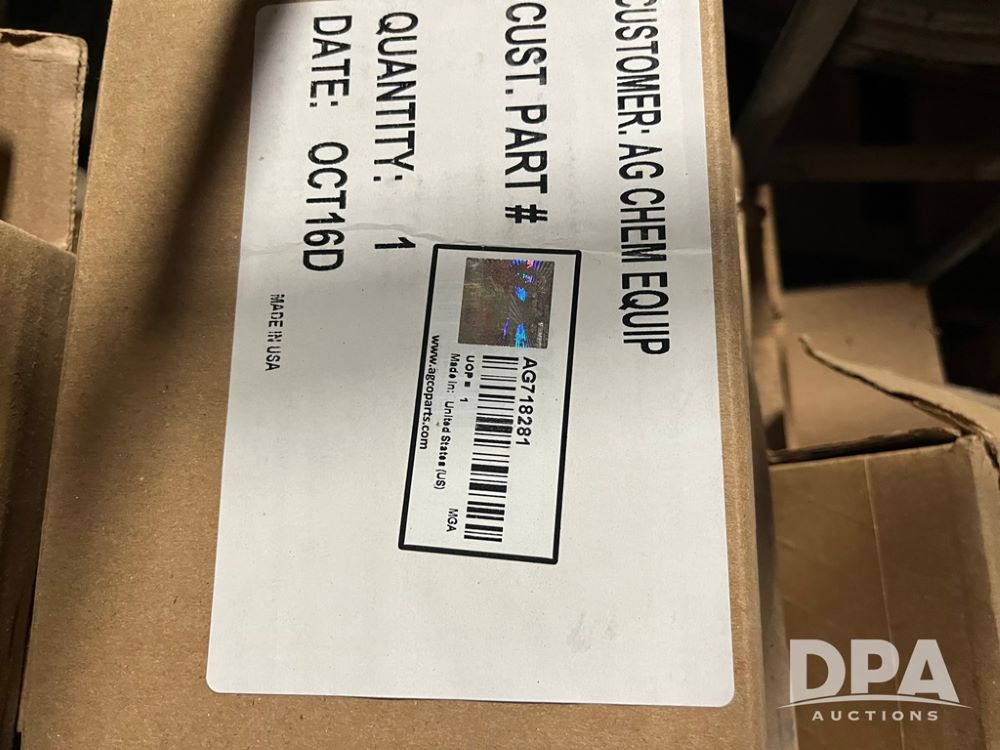 CUSTOMER: AG CHEM EQUIP
CUST. PART #
AG718281
UOP = 1
MGA
Made In: United States (US)
www.agcoparts.com
QUANTITY: 1
DATE: OCT16D
MADE IN USA
DPA
AUCTIONS